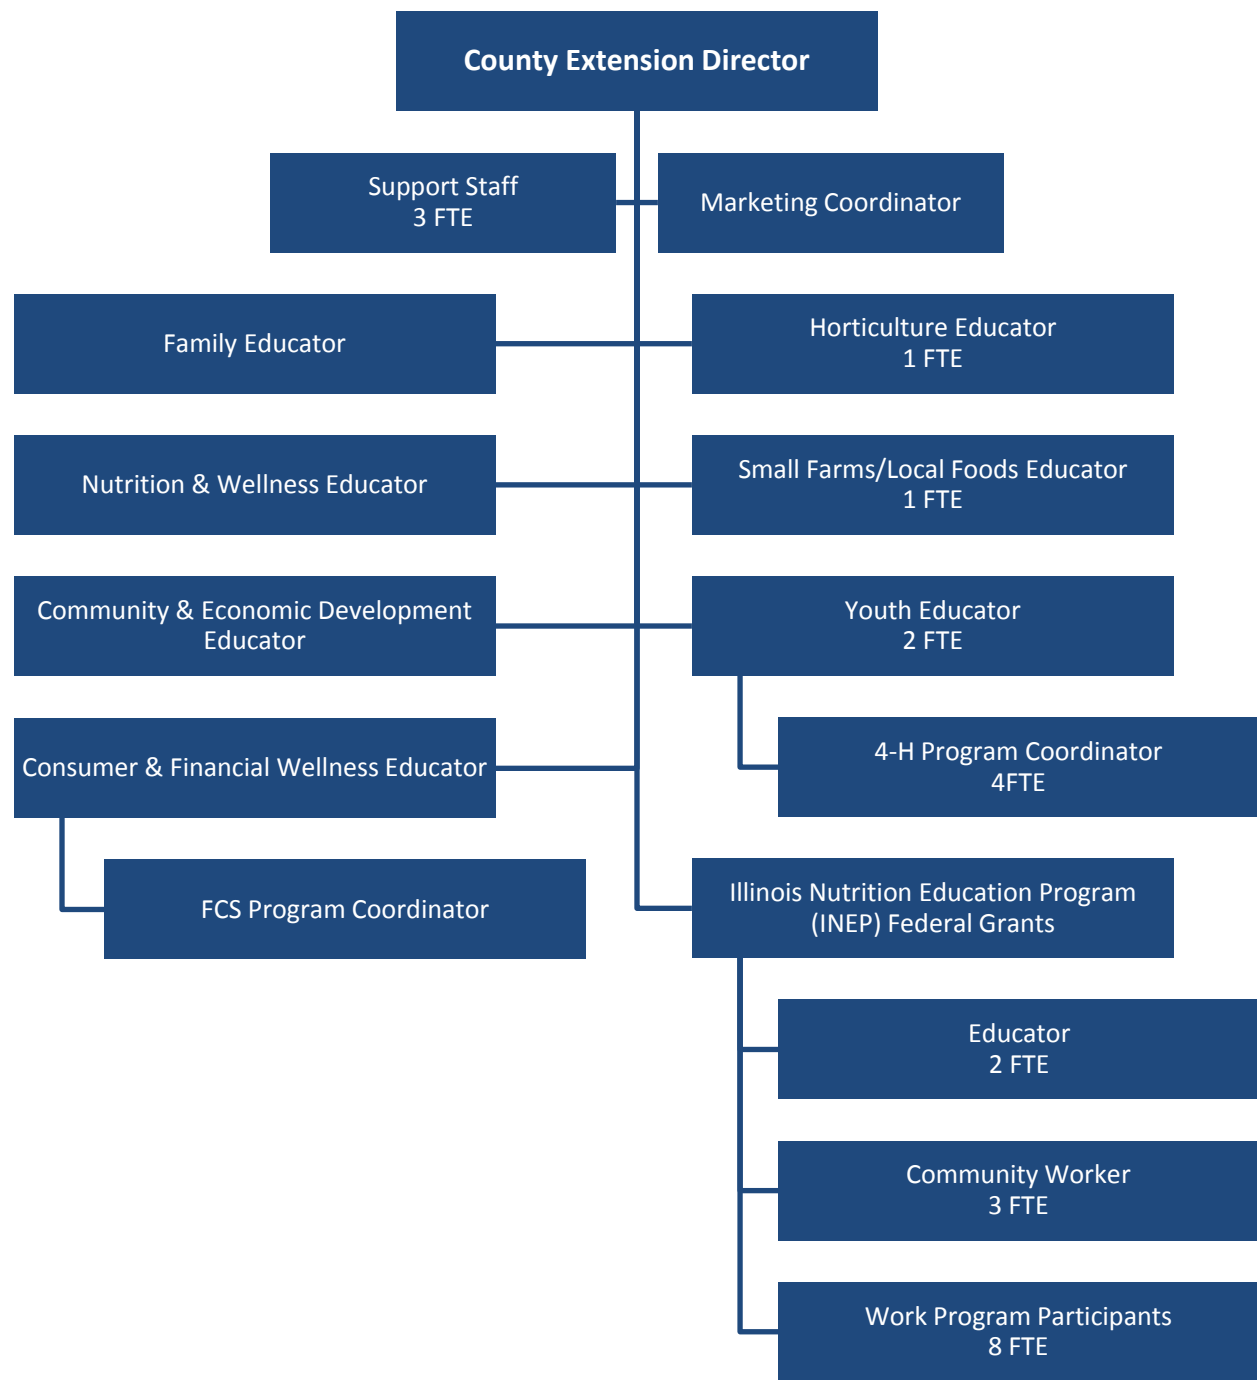 County Extension Director
Support Staff
3 FTE
Marketing Coordinator
Family Educator
Horticulture Educator
1 FTE
Nutrition & Wellness Educator
Small Farms/Local Foods Educator
1 FTE
Community & Economic Development
Educator
Youth Educator
2 FTE
Consumer & Financial Wellness Educator
4-H Program Coordinator
4FTE
FCS Program Coordinator
Illinois Nutrition Education Program
(INEP) Federal Grants
Educator
2 FTE
Community Worker
3 FTE
Work Program Participants
8 FTE